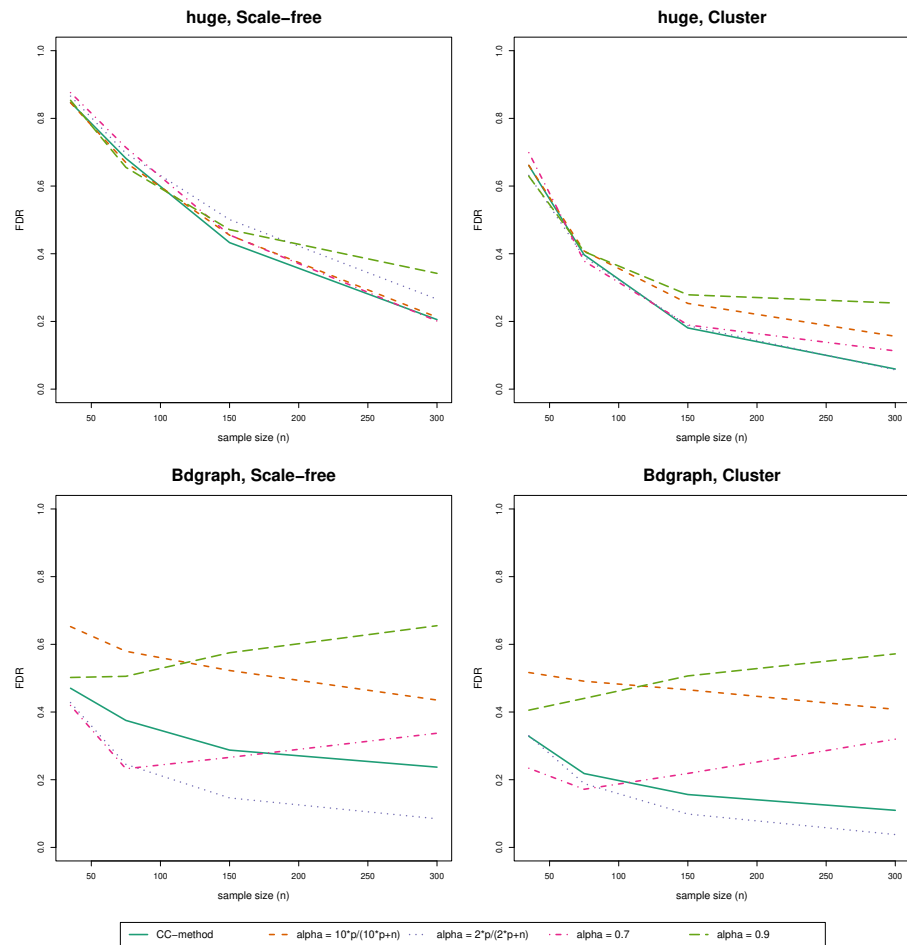 huge, Scale−free
FDR
1.0
0.8
0.6
0.4
0.2
0.0
50 100 150 200 250 300
sample size (n)
huge, Cluster
FDR
1.0
0.8
0.6
0.4
0.2
0.0
50 100 150 200 250 300
sample size (n)
Bdgraph, Scale−free
FDR
1.0
0.8
0.6
0.4
0.2
0.0
50 100 150 200 250 300
sample size (n)
Bdgraph, Cluster
FDR
1.0
0.8
0.6
0.4
0.2
0.0
50 100 150 200 250 300
sample size (n)
CC−method alpha = 10*p/(10*p+n) alpha = 2*p/(2*p+n) alpha = 0.7 alpha = 0.9